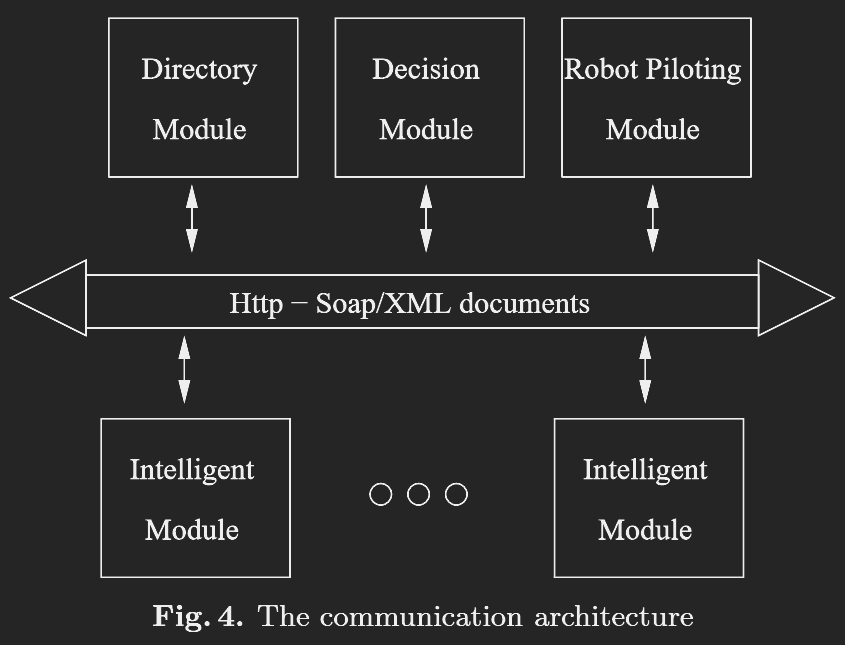 Directory
Module
Decision
Module
Robot Piloting
Module
Http − Soap/XML documents
Intelligent
Module
Intelligent
Module
Fig. 4. The communication architecture